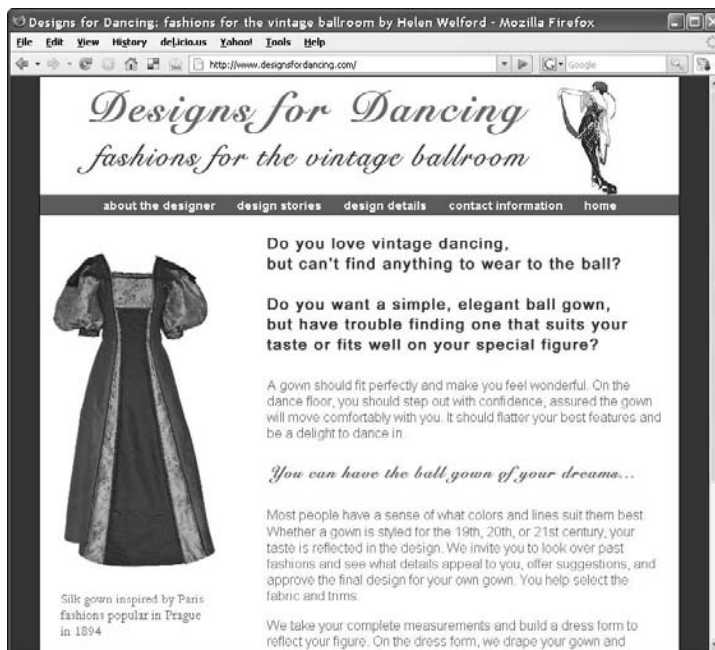 Designs for Dancing: fashions for the vintage ballroom by Helen Welford - Mozilla Firefox
File Edit View History del.icio.us Yahoo! Tools Help
http://www.designsfordancing.com/ G Google
Designs for Dancing
fashions for the vintage ballroom
about the designer design stories design details contact information home
Do you love vintage dancing,
but can't find anything to wear to the ball?
Do you want a simple, elegant ball gown,
but have trouble finding one that suits your
taste or fits well on your special figure?
A gown should fit perfectly and make you feel wonderful. On the
dance floor, you should step out with confidence, assured the gown
will move comfortably with you. It should flatter your best features and
be a delight to dance in.
You can have the ball gown of your dreams...
Most people have a sense of what colors and lines suit them best.
Whether a gown is styled for the 19th, 20th, or 21st century, your
taste is reflected in the design. We invite you to look over past
fashions and see what details appeal to you, offer suggestions, and
approve the final design for your own gown. You help select the
fabric and trims.
We take your complete measurements and build a dress form to
reflect your figure. On the dress form, we drape your gown and
Silk gown inspired by Paris
fashions popular in Prague
in 1894